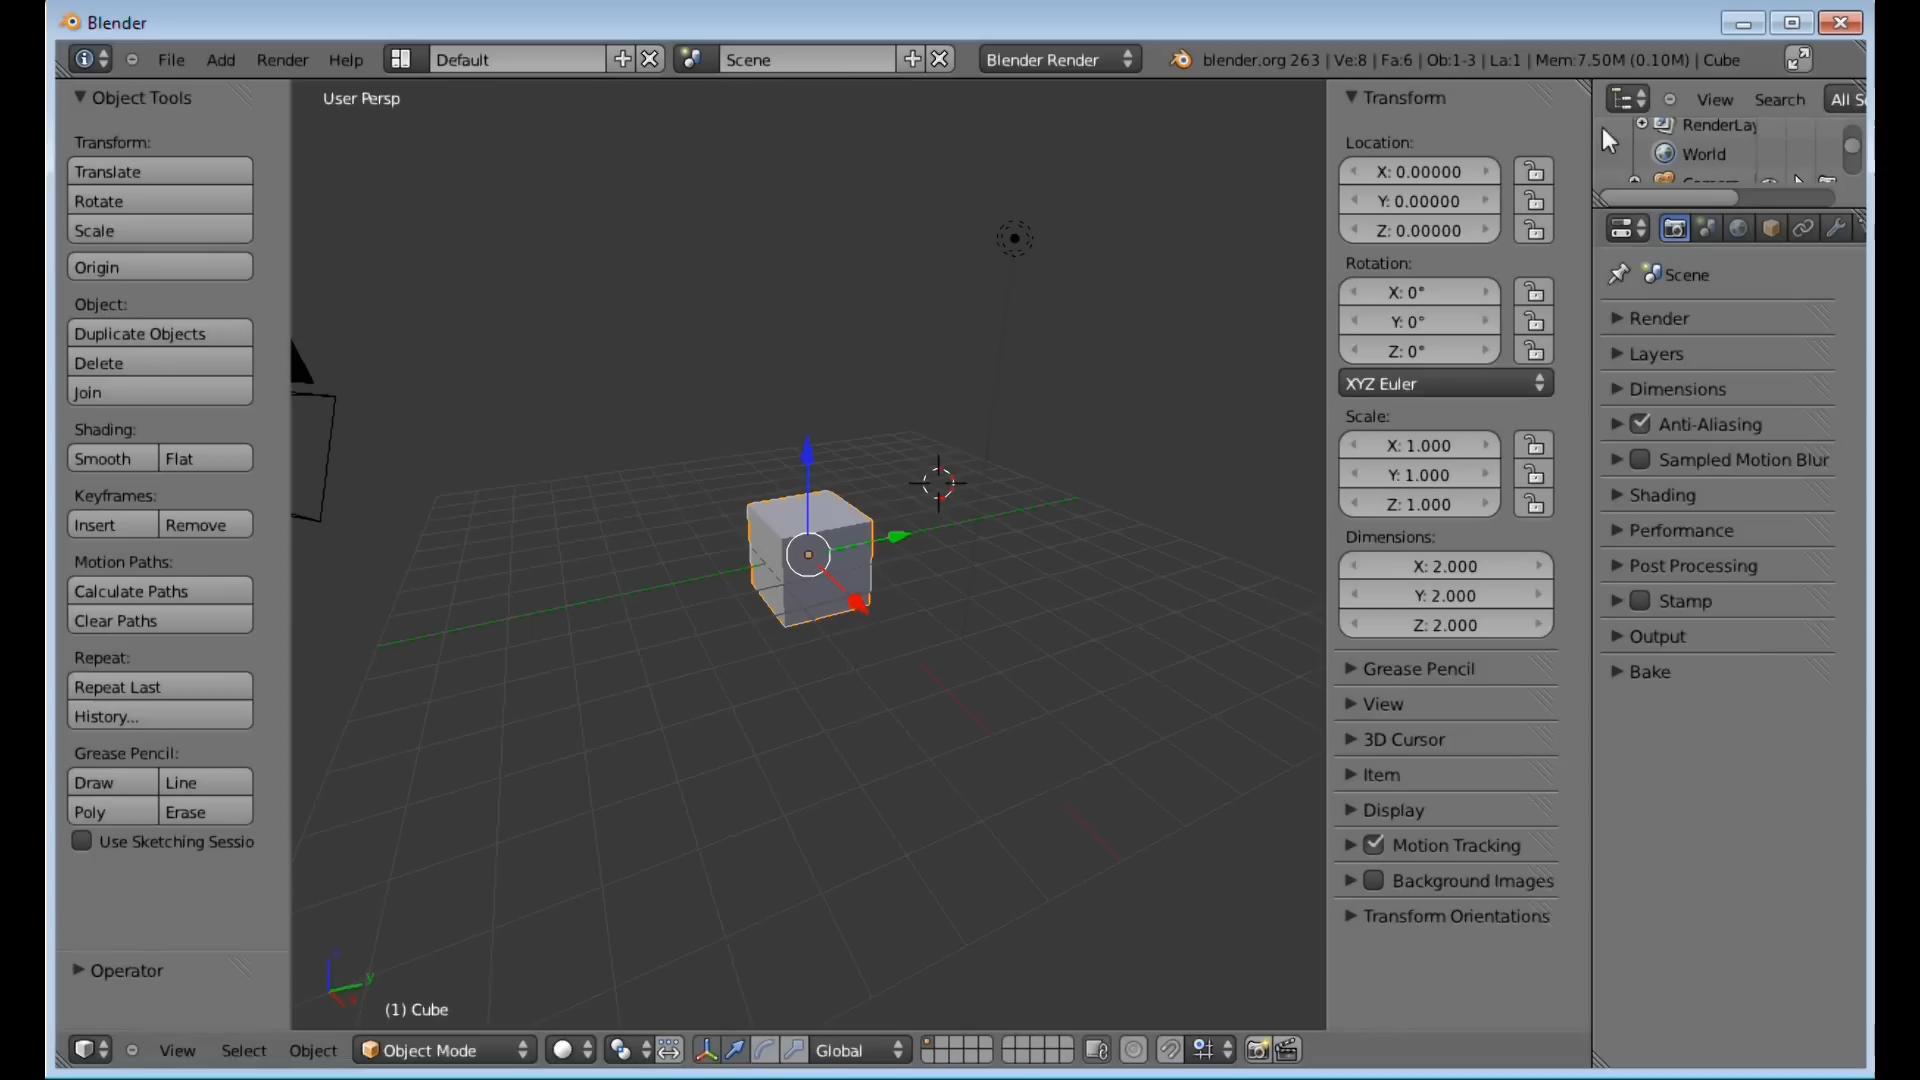 Blender
File Add Render Help Default Scene Blender Render blender.org 263 | Ve:8 | Fa:6 | Ob:1-3 | La:1 | Mem:7.50M (0.10M) | Cube
Object Tools
Transform:
Translate
Rotate
Scale
Origin
Object:
Duplicate Objects
Delete
Join
Shading:
Smooth Flat
Keyframes:
Insert Remove
Motion Paths:
Calculate Paths
Clear Paths
Repeat:
Repeat Last
History...
Grease Pencil:
Draw Line
Poly Erase
Use Sketching Sessio
Operator
User Persp
y
(1) Cube
Transform
Location:
X: 0.00000
Y: 0.00000
Z: 0.00000
Rotation:
X: 0°
Y: 0°
Z: 0°
XYZ Euler
Scale:
X: 1.000
Y: 1.000
Z: 1.000
Dimensions:
X: 2.000
Y: 2.000
Z: 2.000
Grease Pencil
View
3D Cursor
Item
Display
Motion Tracking
Background Images
Transform Orientations
View Search All S
RenderLay
World
Scene
Render
Layers
Dimensions
Anti-Aliasing
Sampled Motion Blur
Shading
Performance
Post Processing
Stamp
Output
Bake
View Select Object Object Mode Global